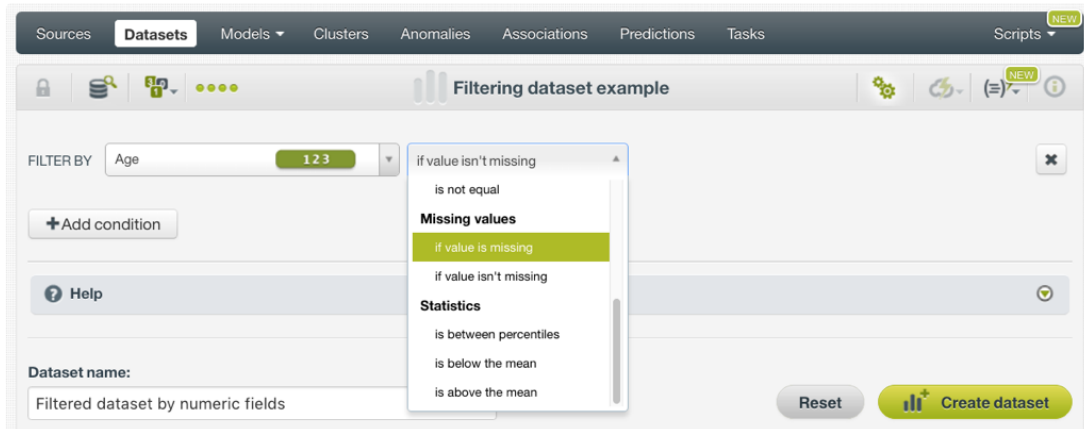 NEW
Sources Datasets Models Clusters Anomalies Associations Predictions Tasks Scripts
NEW
Filtering dataset example
FILTER BY Age 123 if value isn't missing
is not equal
+Add condition
Missing values
if value is missing
if value isn't missing
Help
Statistics
is between percentiles
is below the mean
Dataset name:
is above the mean
Filtered dataset by numeric fields
Reset Create dataset